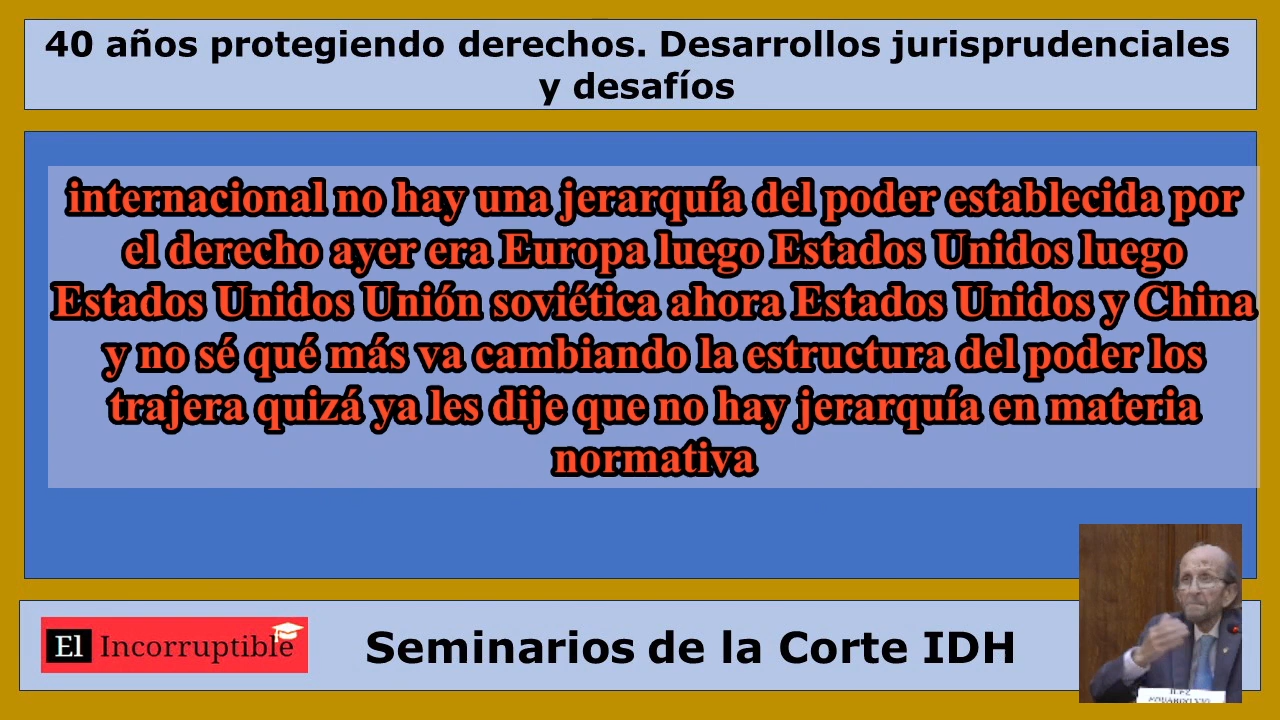 40 años protegiendo derechos. Desarrollos jurisprudenciales
y desafíos
internacional no hay una jerarquía del poder establecida por
el derecho ayer era Europa luego Estados Unidos luego
Estados Unidos Unión soviética ahora Estados Unidos y China
y no sé qué más va cambiando la estructura del poder los
trajera quizá ya les dije que no hay jerarquía en materia
normativa
El Incorruptible
Seminarios de la Corte IDH